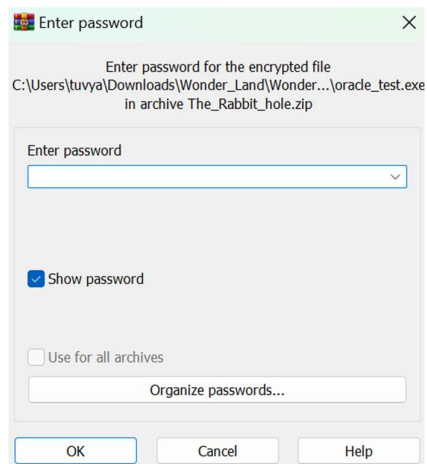 Enter password
Enter password for the encrypted file
C:\Users\tuvya\Downloads\Wonder_Land\Wonder...\oracle_test.exe
in archive The_Rabbit_hole.zip
Enter password
Show password
Use for all archives
Organize passwords...
OK Cancel Help